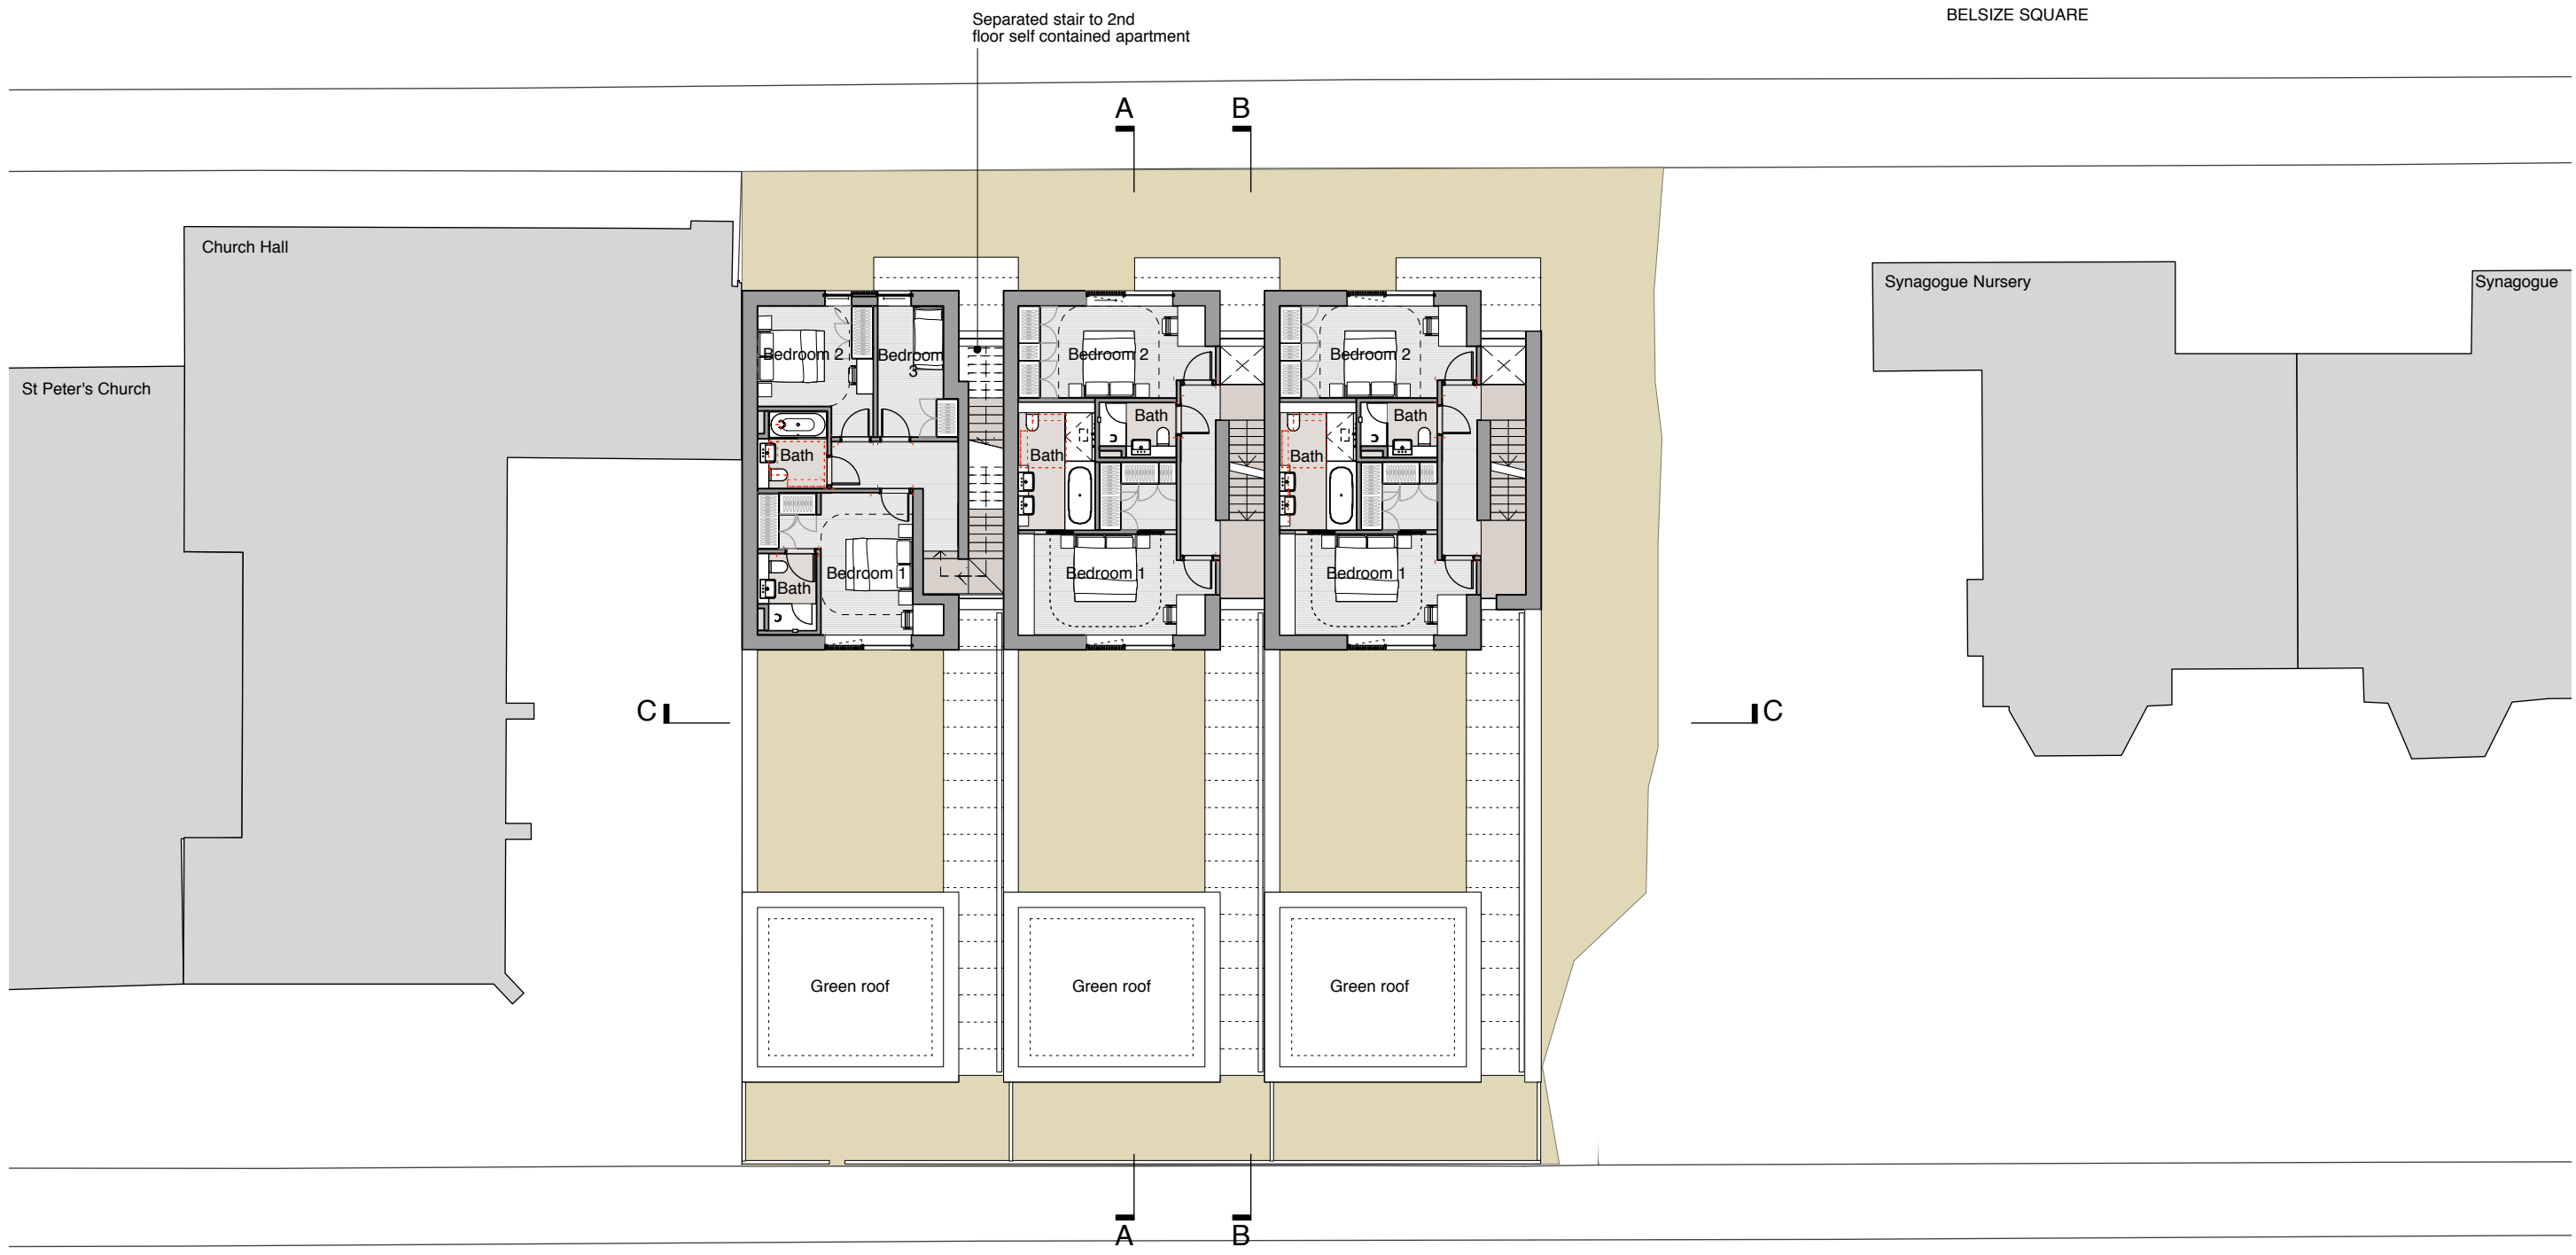 BELSIZE SQUARE
Separated stair to 2nd
floor self contained apartment
A
B
Church Hall
Synagogue Nursery
Synagogue
St Peter's Church
Bedroom 2
Bedroom
3
Bedroom 2
Bedroom 2
Bath
Bath
Bath
Bath
Bath
Bedroom 1
Bath
Bedroom 1
Bedroom 1
C
C
Green roof
Green roof
Green roof
A
B